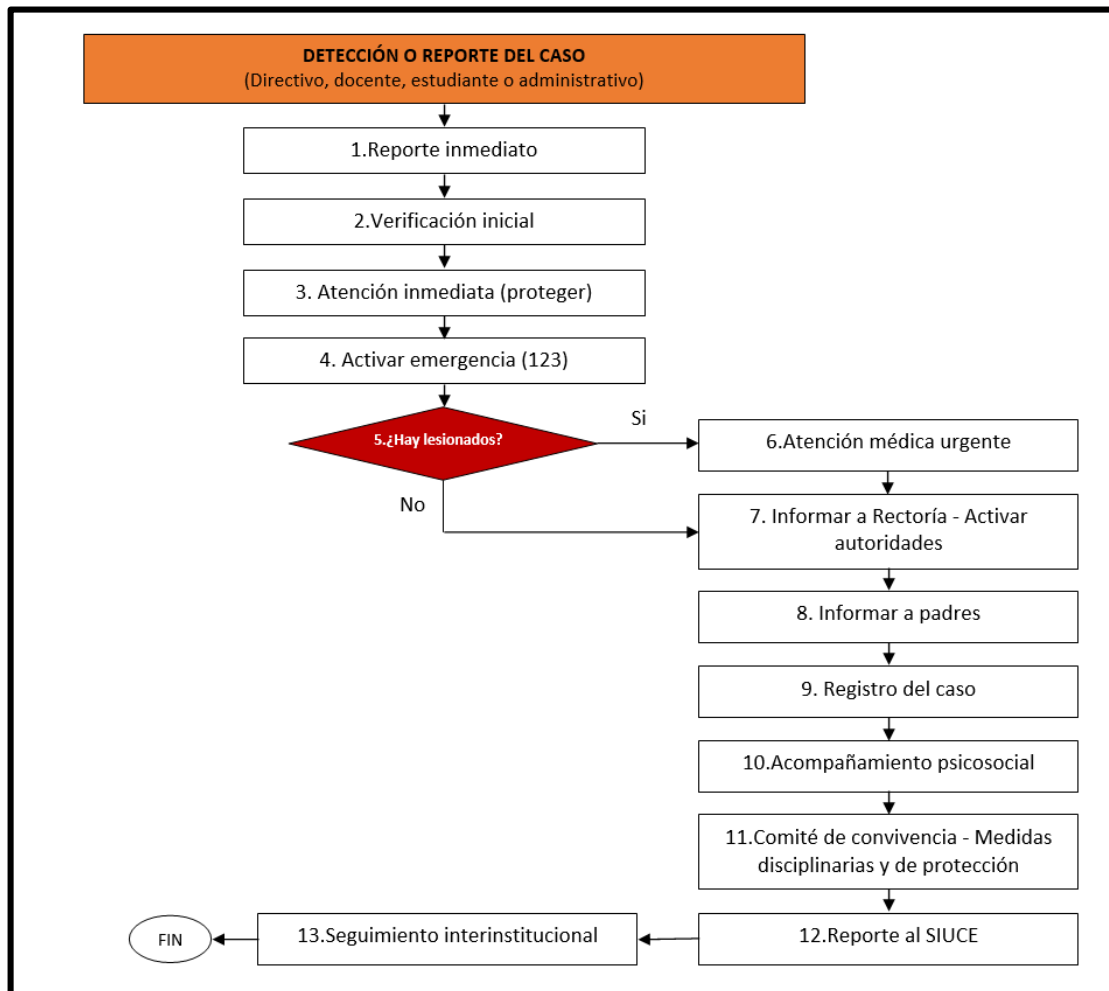 DETECCIÓN O REPORTE DEL CASO
(Directivo, docente, estudiante o administrativo)
1.Reporte inmediato
2.Verificación inicial
3. Atención inmediata (proteger)
4. Activar emergencia (123)
5.¿Hay lesionados?
Si
No
6.Atención médica urgente
7. Informar a Rectoría - Activar
autoridades
8. Informar a padres
9. Registro del caso
10.Acompañamiento psicosocial
11.Comité de convivencia - Medidas
disciplinarias y de protección
12.Reporte al SIUCE
13.Seguimiento interinstitucional
FIN